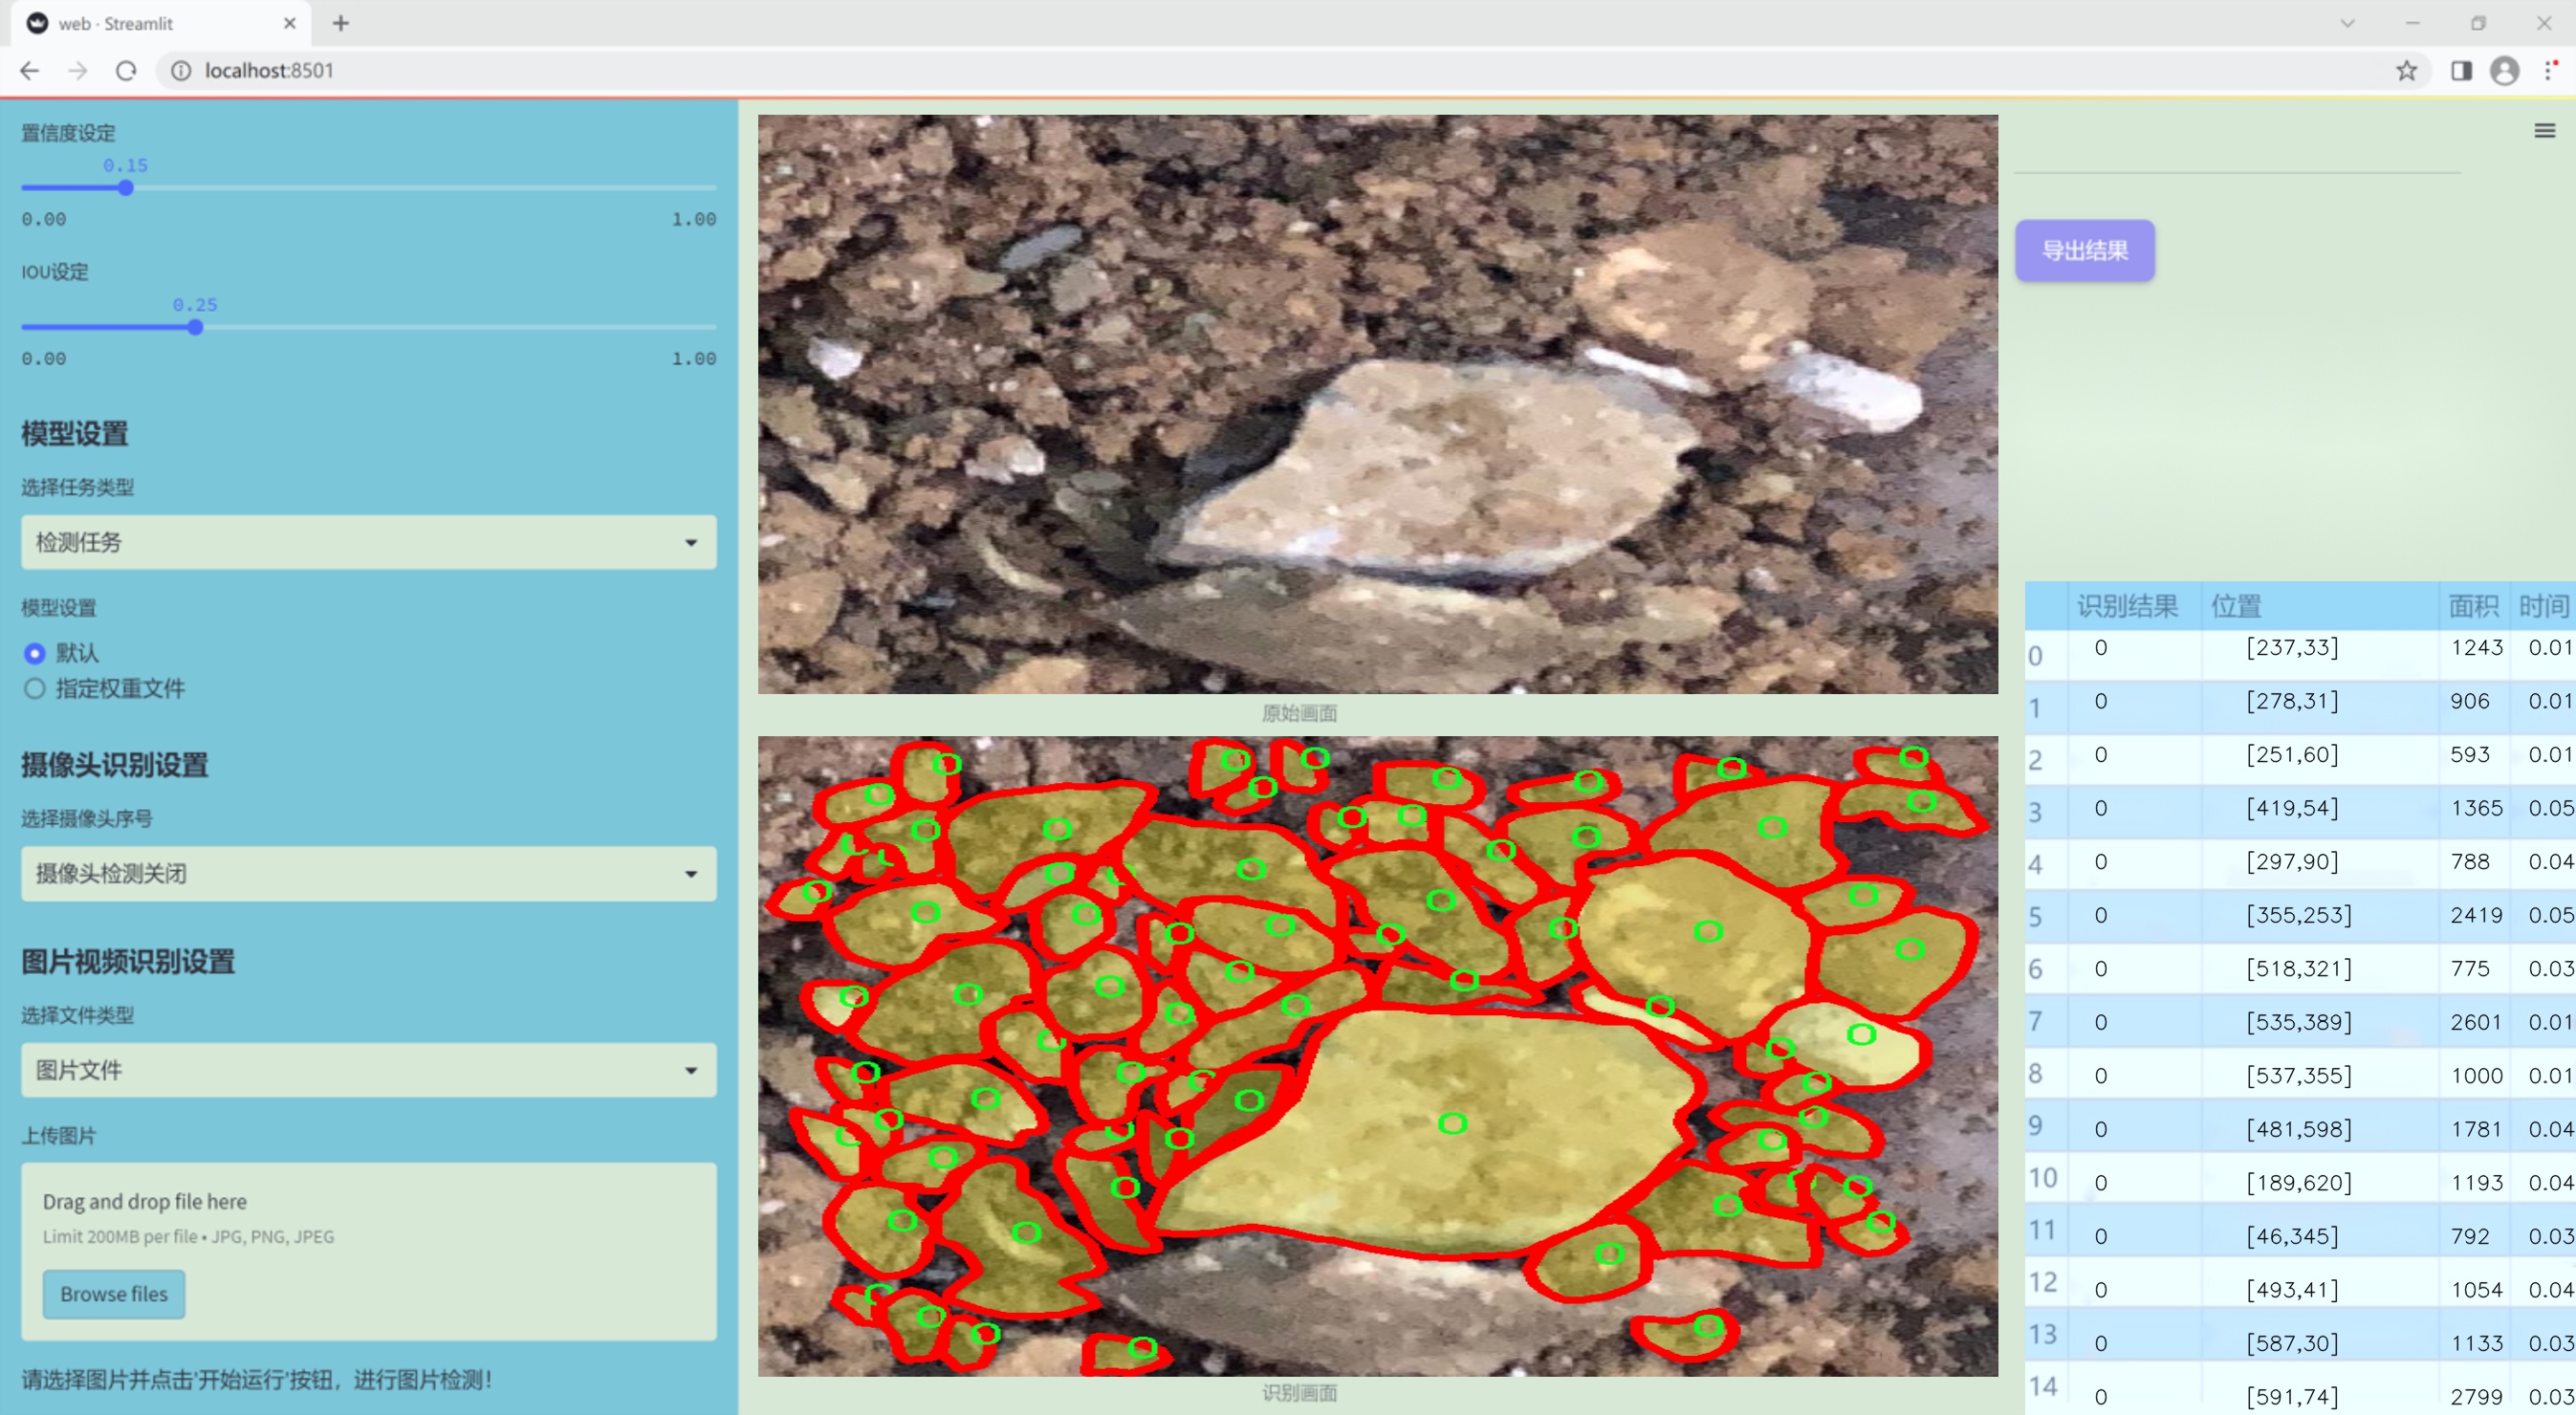 web · Streamlit
localhost:8501
置信度设定
0.15
0.00 1.00
IOU设定
0.25
0.00 1.00
模型设置
选择任务类型
检测任务
模型设置
默认
指定权重文件
摄像头识别设置
选择摄像头序号
摄像头检测关闭
图片视频识别设置
选择文件类型
图片文件
上传图片
Drag and drop file here
Limit 200MB per file • JPG, PNG, JPEG
Browse files
请选择图片并点击'开始运行'按钮，进行图片检测!
原始画面
识别画面
导出结果
识别结果 位置 面积 时间
0 0 [237,33] 1243 0.01
1 0 [278,31] 906 0.01
2 0 [251,60] 593 0.01
3 0 [419,54] 1365 0.05
4 0 [297,90] 788 0.04
5 0 [355,253] 2419 0.05
6 0 [518,321] 775 0.03
7 0 [535,389] 2601 0.01
8 0 [537,355] 1000 0.01
9 0 [481,598] 1781 0.04
10 0 [189,620] 1193 0.04
11 0 [46,345] 792 0.03
12 0 [493,41] 1054 0.04
13 0 [587,30] 1133 0.03
14 0 [591,74] 2799 0.03